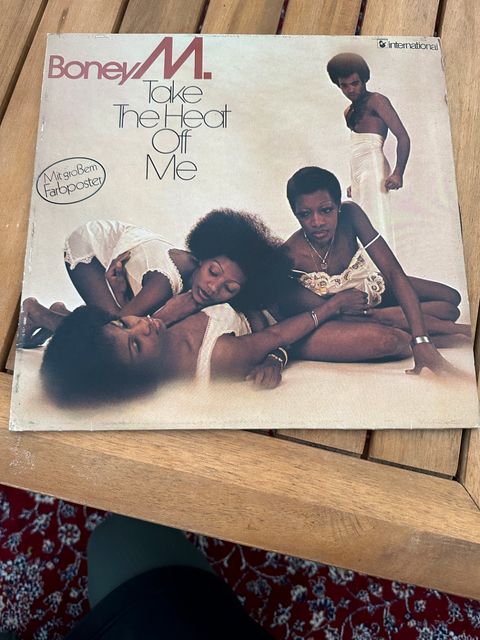 Boney M.
international
Take
The Heat
Off
Me
Mit großem
Farbposter